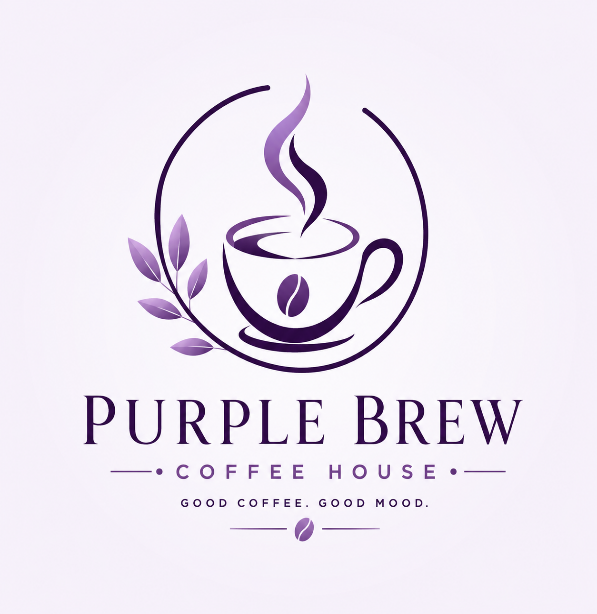 PURPLE BREW
• COFFEE HOUSE •
GOOD COFFEE. GOOD MOOD.